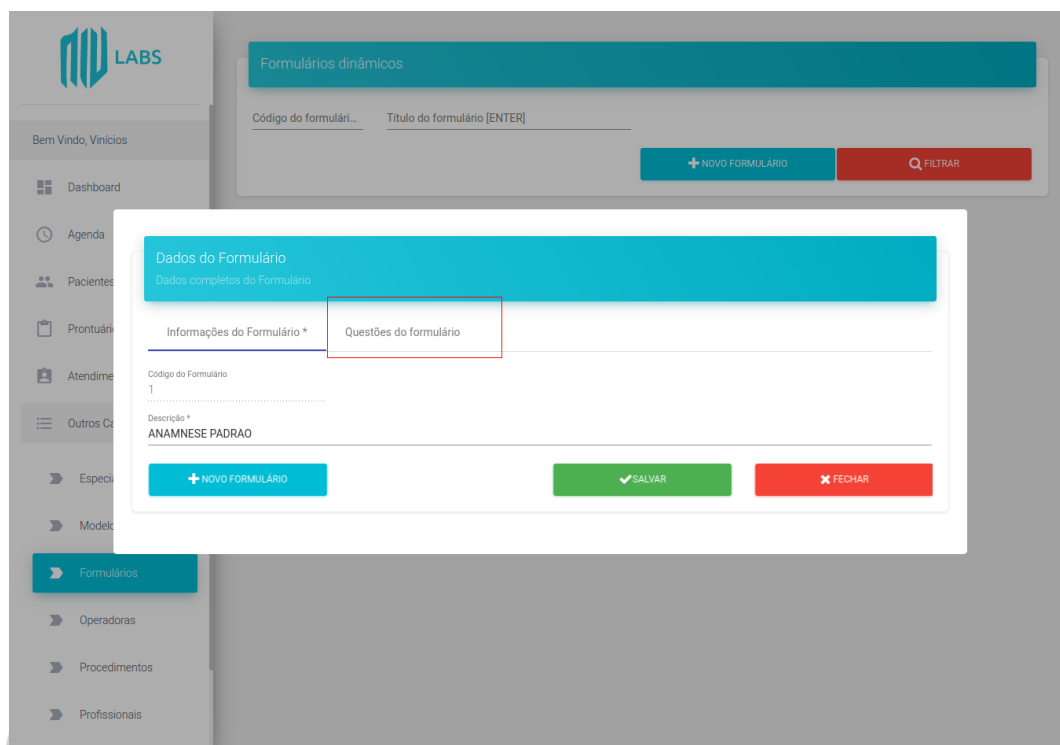 LABS
Bem Vindo, Vinícios
Dashboard
Agenda
Pacientes
Prontuári
Atendime
Outros Ca
Especi
Modelo
Formulários
Operadoras
Procedimentos
Profissionais
Formulários dinâmicos
Código do formulári...
Título do formulário [ENTER]
NOVO FORMULÁRIO
FILTRAR
Dados do Formulário
Dados completos do Formulário
Informações do Formulário *
Questões do formulário
Código do Formulário
1
Descrição *
ANAMNESE PADRAO
NOVO FORMULÁRIO
SALVAR
FECHAR